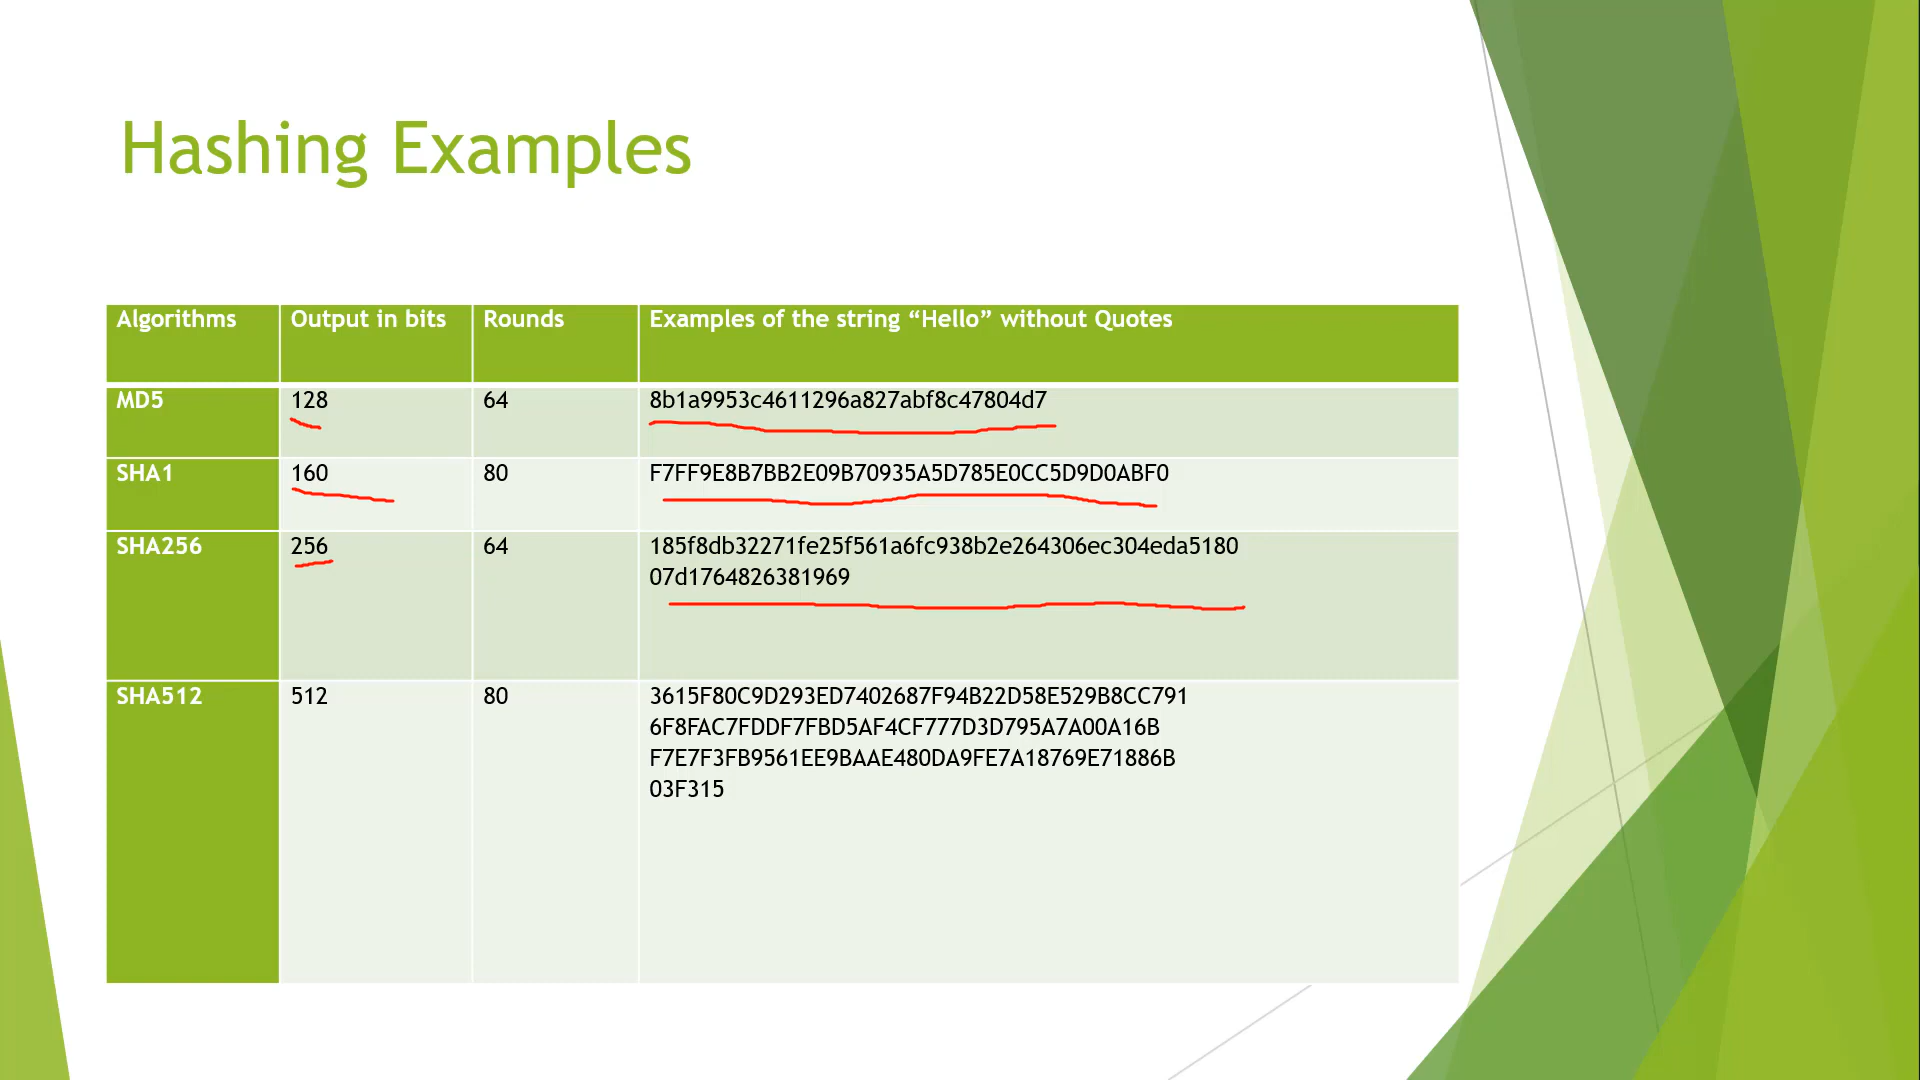 Hashing Examples
Algorithms Output in bits Rounds Examples of the string “Hello” without Quotes
MD5 128 64 8b1a9953c4611296a827abf8c47804d7
SHA1 160 80 F7FF9E8B7BB2E09B70935A5D785E0CC5D9D0ABF0
SHA256 256 64 185f8db32271fe25f561a6fc938b2e264306ec304eda5180
07d1764826381969
SHA512 512 80 3615F80C9D293ED7402687F94B22D58E529B8CC791
6F8FAC7FDDF7FBD5AF4CF777D3D795A7A00A16B
F7E7F3FB9561EE9BAAE480DA9FE7A18769E71886B
03F315